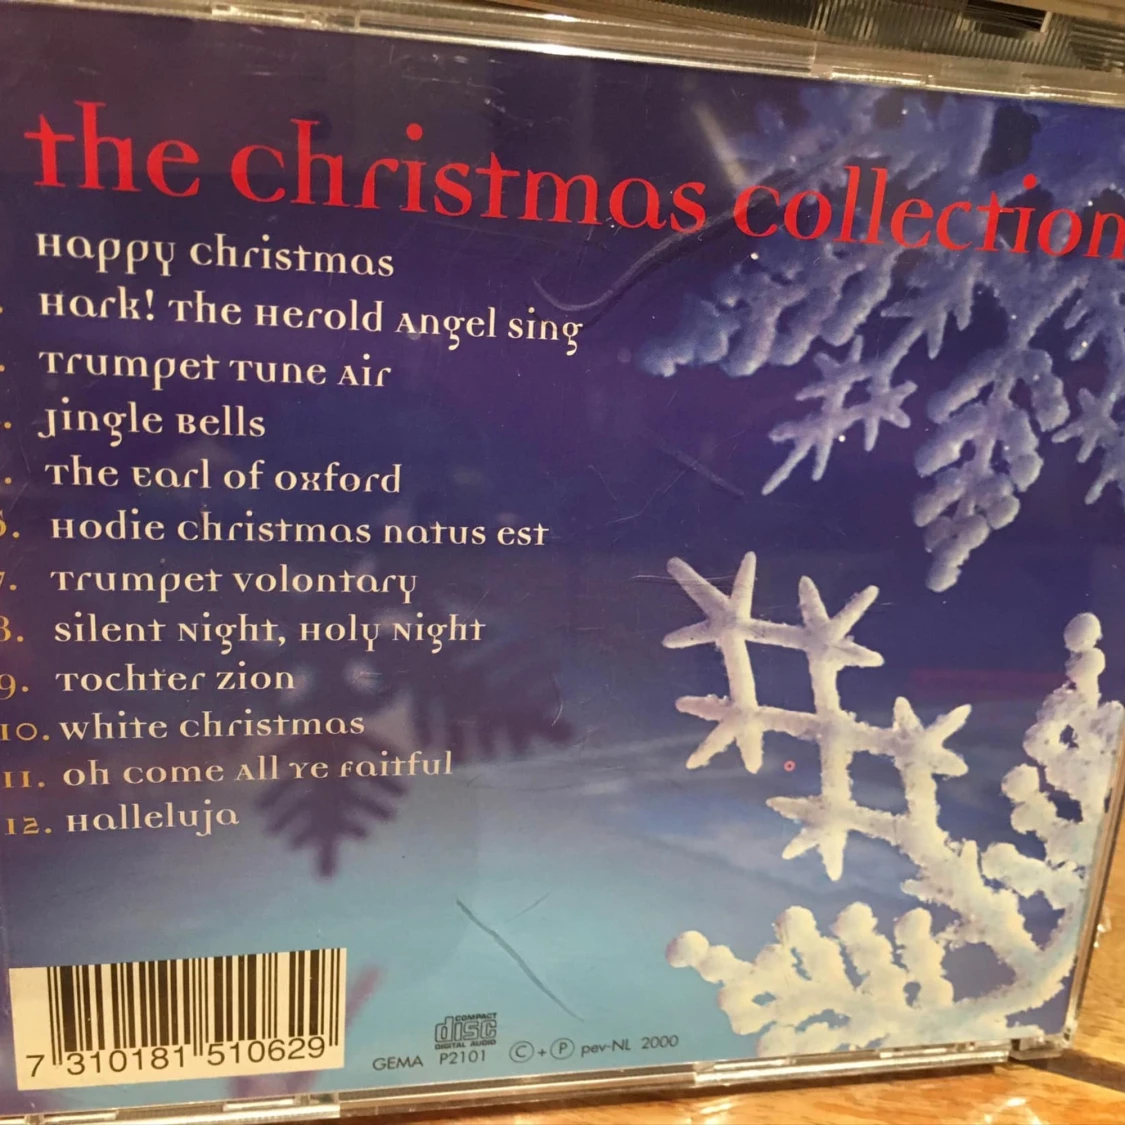 the christmas collection
Happy Christmas
Hark! The Herold Angel Sing
Trumpet Tune Air
Jingle Bells
The Earl of Oxford
6. Hodie Christmas Natus Est
7. Trumpet Volontary
8. Silent Night, Holy Night
9. Tochter Zion
10. White Christmas
11. Oh Come All Ye Faitful
12. Halleluja
7 310181 510629
COMPACT
disc
DIGITAL AUDIO
GEMA P2101 ©+℗ pev-NL 2000